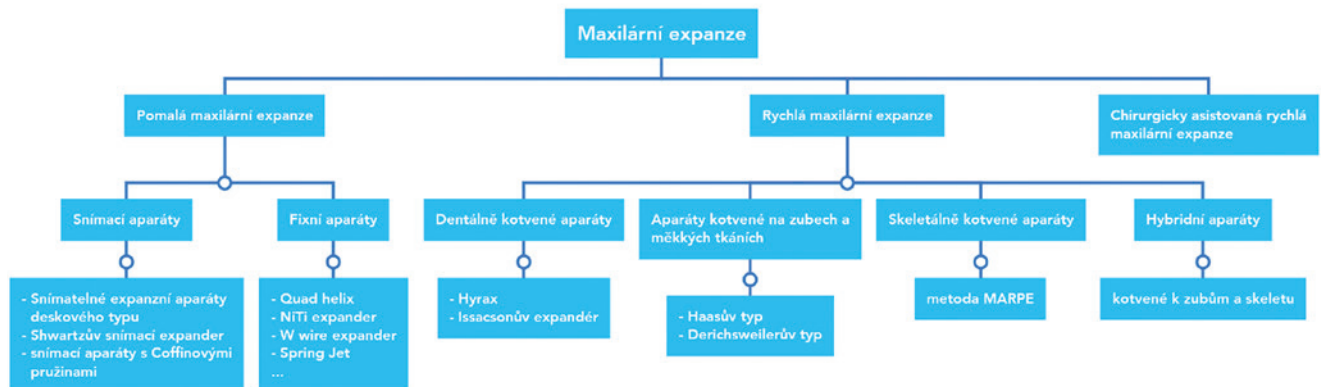 Maxilární expanze
Pomalá maxilární expanze
Rychlá maxilární expanze
Chirurgicky asistovaná rychlá
maxilární expanze
Snímací aparáty
Fixní aparáty
Dentálně kotvené aparáty
Aparáty kotvené na zubech a
měkkých tkáních
Skeletálně kotvené aparáty
Hybridní aparáty
- Snímatelné expanzní aparáty
deskového typu
- Shwartzův snímací expander
- snímací aparáty s Coffinovými
pružinami
- Quad helix
- NiTi expander
- W wire expander
- Spring Jet
...
- Hyrax
- Issacsonův expandér
- Haasův typ
- Derichsweilerův typ
metoda MARPE
kotvené k zubům a skeletu